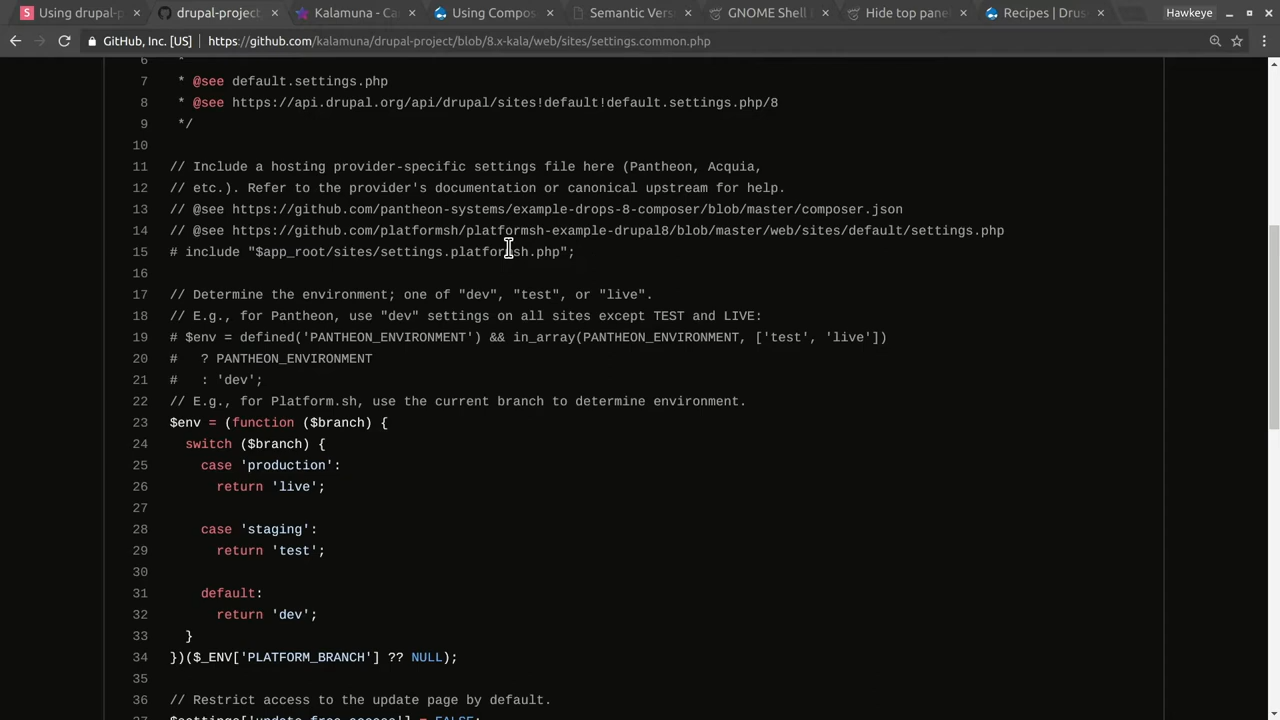 Using drupal-p
drupal-project
Kalamuna - Ca
Using Compos
Semantic Vers
GNOME Shell
Hide top pane
Recipes | Drus
Hawkeye
GitHub, Inc. [US]
https://github.com/kalamuna/drupal-project/blob/8.x-kala/web/sites/settings.common.php
6 *
7 * @see default.settings.php
8 * @see https://api.drupal.org/api/drupal/sites!default!default.settings.php/8
9 */
10
11 // Include a hosting provider-specific settings file here (Pantheon, Acquia,
12 // etc.). Refer to the provider's documentation or canonical upstream for help.
13 // @see https://github.com/pantheon-systems/example-drops-8-composer/blob/master/composer.json
14 // @see https://github.com/platformsh/platformsh-example-drupal8/blob/master/web/sites/default/settings.php
15 # include "$app_root/sites/settings.platformsh.php";
16
17 // Determine the environment; one of "dev", "test", or "live".
18 // E.g., for Pantheon, use "dev" settings on all sites except TEST and LIVE:
19 # $env = defined('PANTHEON_ENVIRONMENT') && in_array(PANTHEON_ENVIRONMENT, ['test', 'live'])
20 #   ? PANTHEON_ENVIRONMENT
21 #   : 'dev';
22 // E.g., for Platform.sh, use the current branch to determine environment.
23 $env = (function ($branch) {
24   switch ($branch) {
25     case 'production':
26       return 'live';
27
28     case 'staging':
29       return 'test';
30
31     default:
32       return 'dev';
33   }
34 })($_ENV['PLATFORM_BRANCH'] ?? NULL);
35
36 // Restrict access to the update page by default.
37 $settings['update_free_access'] = FALSE;